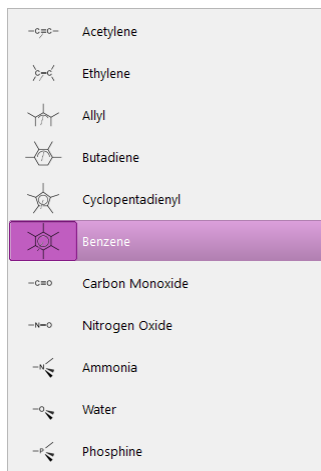 –C≡C– Acetylene
C–C Ethylene
Allyl
Butadiene
Cyclopentadienyl
Benzene
–C≡O Carbon Monoxide
–N–O Nitrogen Oxide
–N Ammonia
–O Water
–P Phosphine